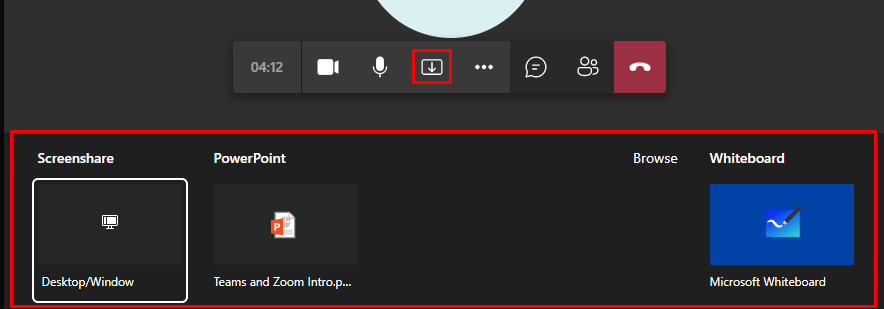 04:12
Screenshare PowerPoint Browse Whiteboard
P
Desktop/Window Teams and Zoom Intro.p... Microsoft Whiteboard